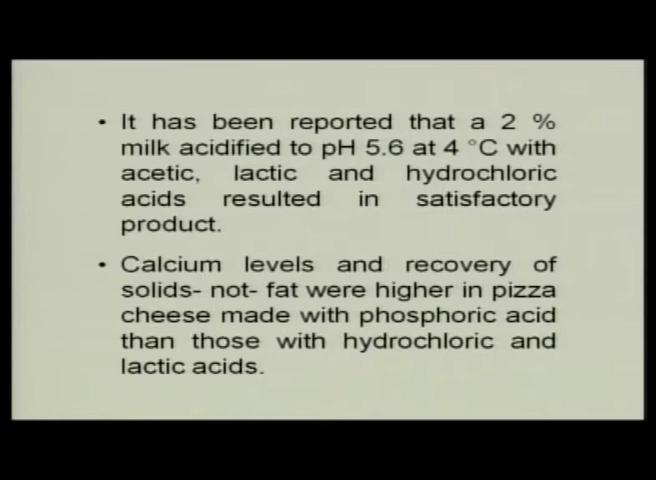 • It has been reported that a 2 %
milk acidified to pH 5.6 at 4 °C with
acetic, lactic and hydrochloric
acids resulted in satisfactory
product.
• Calcium levels and recovery of
solids- not- fat were higher in pizza
cheese made with phosphoric acid
than those with hydrochloric and
lactic acids.